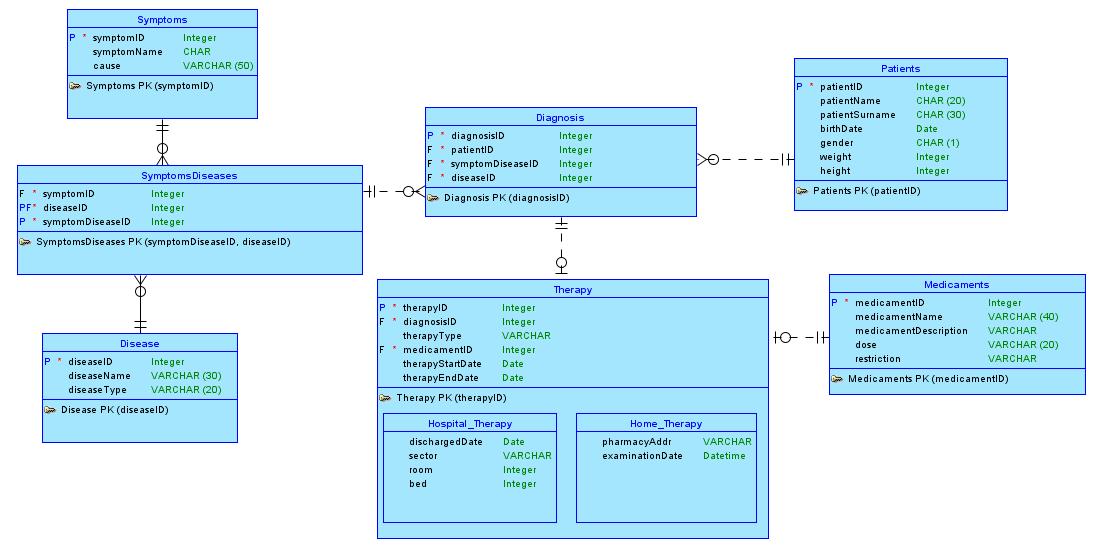 Symptoms
P * symptomID Integer
symptomName CHAR
cause VARCHAR (50)
Symptoms PK (symptomID)
SymptomsDiseases
F * symptomID Integer
PF* diseaseID Integer
P * symptomDiseaseID Integer
SymptomsDiseases PK (symptomDiseaseID, diseaseID)
Disease
P * diseaseID Integer
diseaseName VARCHAR (30)
diseaseType VARCHAR (20)
Disease PK (diseaseID)
Diagnosis
P * diagnosisID Integer
F * patientID Integer
F * symptomDiseaseID Integer
F * diseaseID Integer
Diagnosis PK (diagnosisID)
Patients
P * patientID Integer
patientName CHAR (20)
patientSurname CHAR (30)
birthDate Date
gender CHAR (1)
weight Integer
height Integer
Patients PK (patientID)
Therapy
P * therapyID Integer
F * diagnosisID Integer
therapyType VARCHAR
F * medicamentID Integer
therapyStartDate Date
therapyEndDate Date
Therapy PK (therapyID)
Hospital_Therapy
dischargedDate Date
sector VARCHAR
room Integer
bed Integer
Home_Therapy
pharmacyAddr VARCHAR
examinationDate Datetime
Medicaments
P * medicamentID Integer
medicamentName VARCHAR (40)
medicamentDescription VARCHAR
dose VARCHAR (20)
restriction VARCHAR
Medicaments PK (medicamentID)